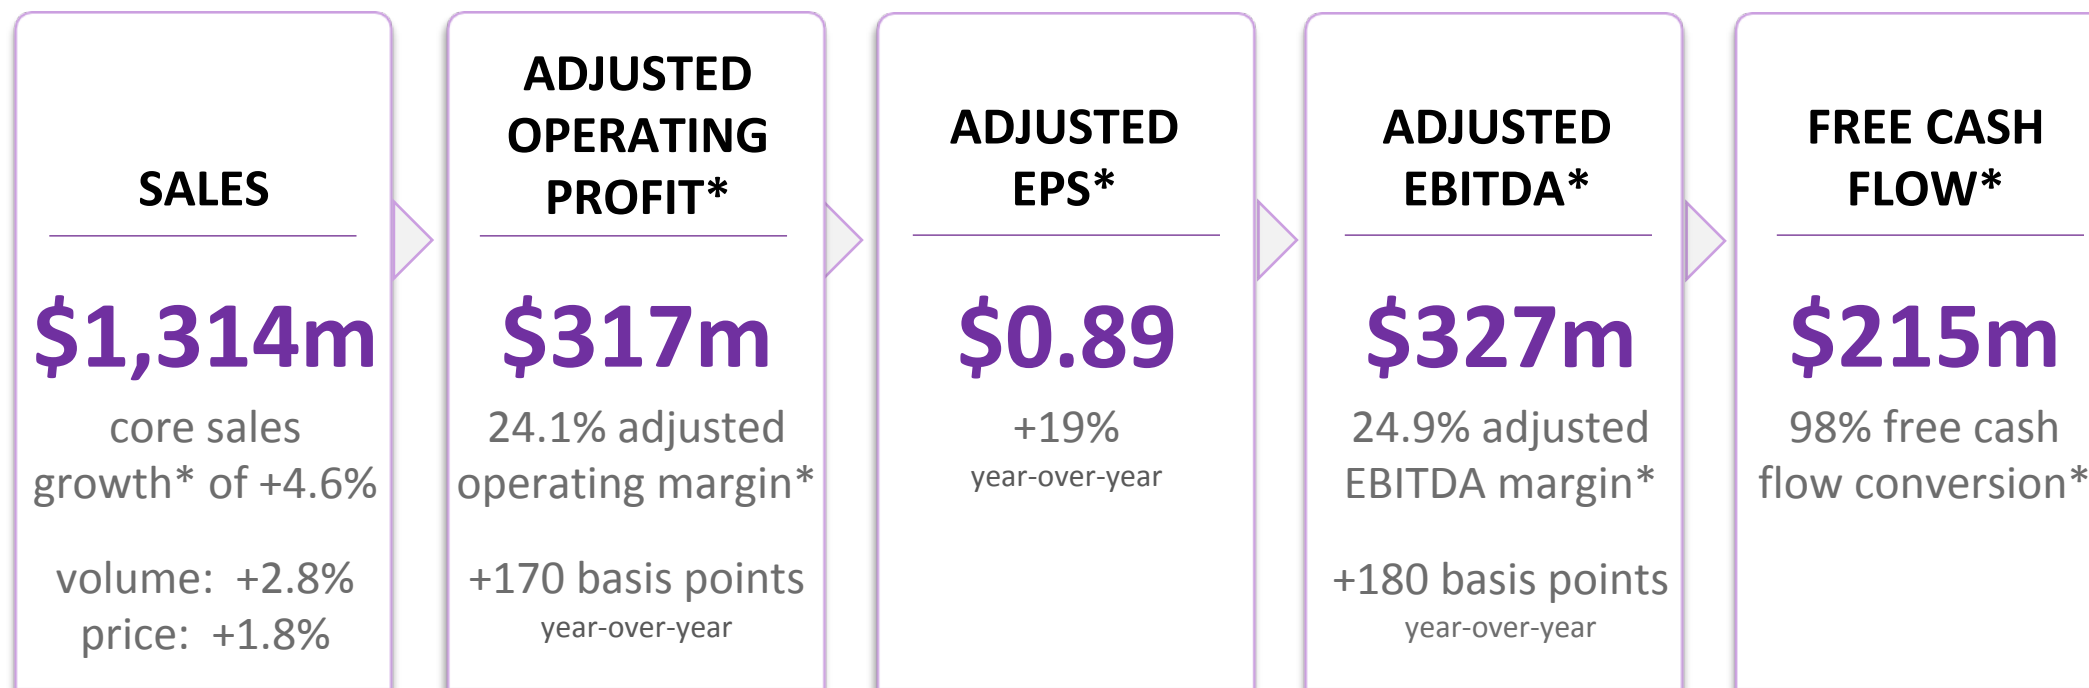 SALES
$1,314m
core sales
growth* of +4.6%
volume:  +2.8%
price:  +1.8%
ADJUSTED
OPERATING
PROFIT*
$317m
24.1% adjusted
operating margin*
+170 basis points
year-over-year
ADJUSTED
EPS*
$0.89
+19%
year-over-year
ADJUSTED
EBITDA*
$327m
24.9% adjusted
EBITDA margin*
+180 basis points
year-over-year
FREE CASH
FLOW*
$215m
98% free cash
flow conversion*